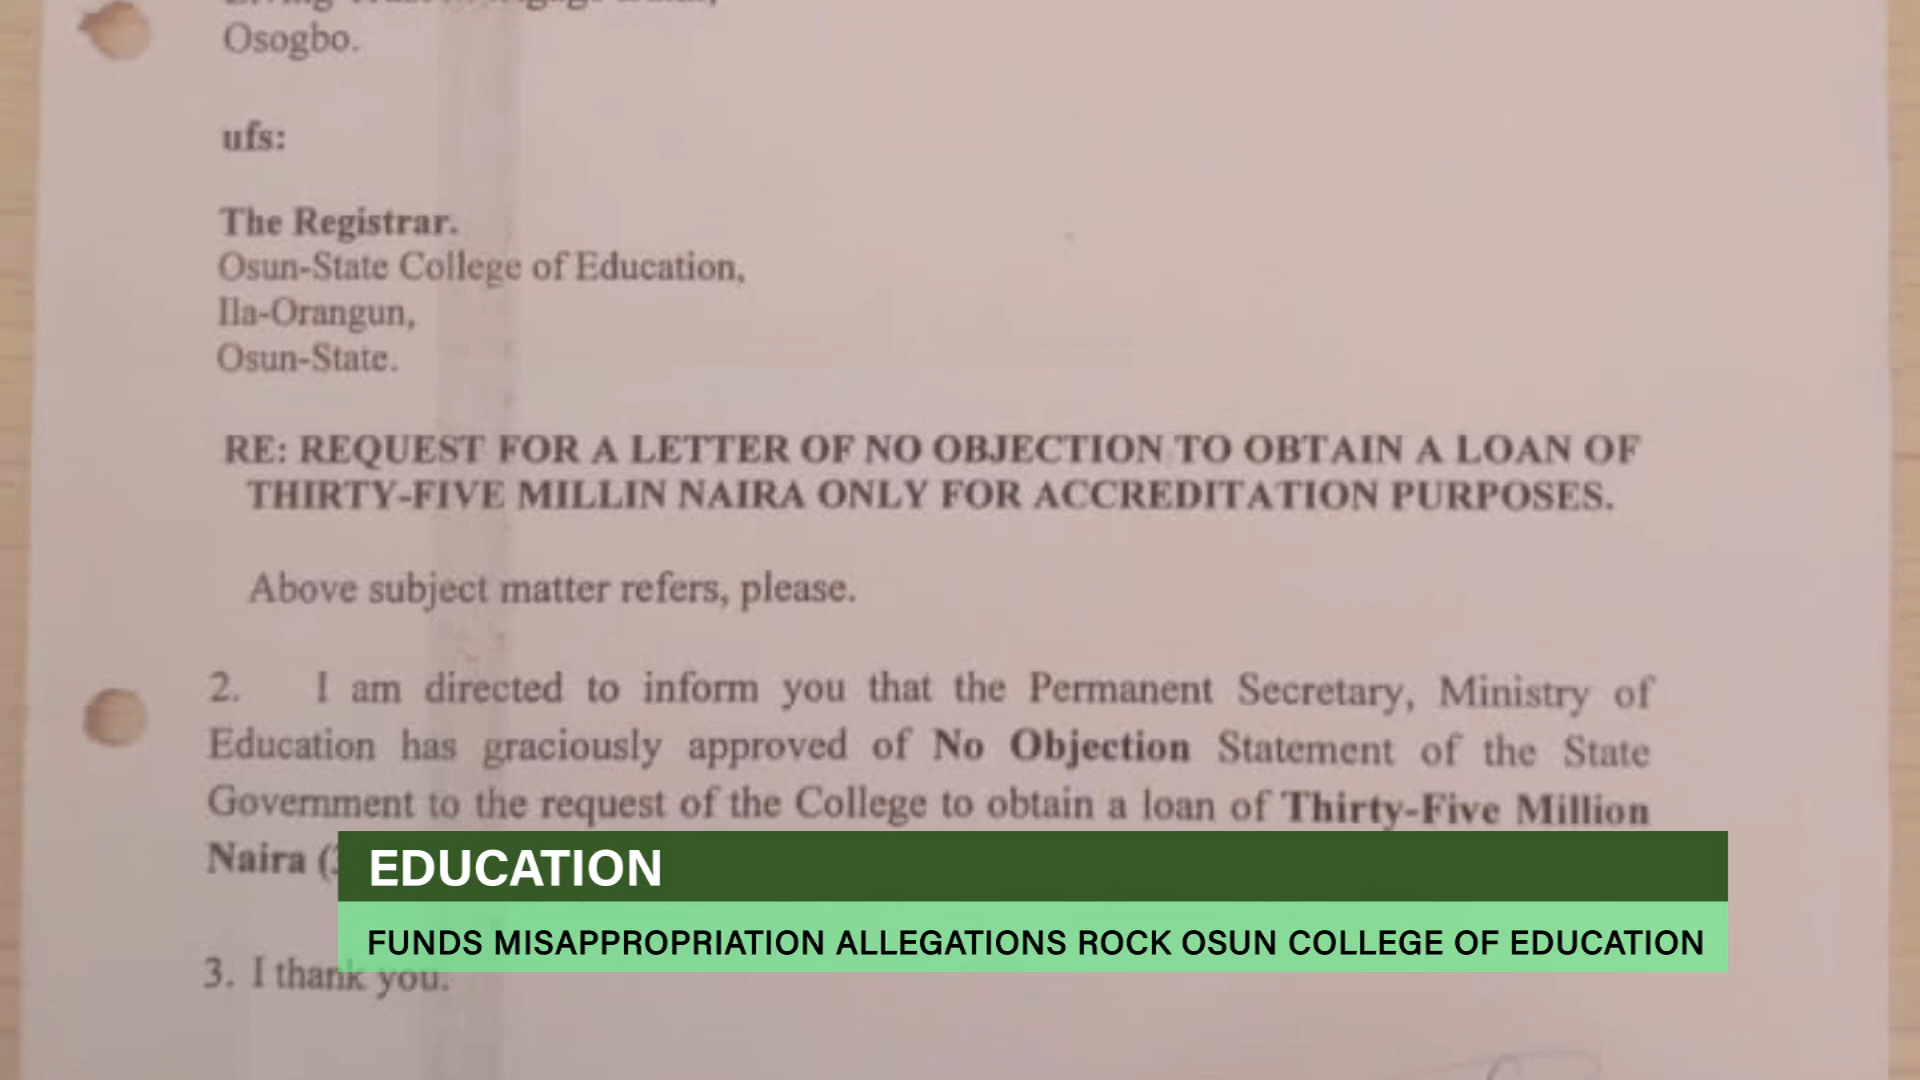 Osogbo.
ufs:
The Registrar.
Osun-State College of Education,
Ila-Orangun,
Osun-State.
RE: REQUEST FOR A LETTER OF NO OBJECTION TO OBTAIN A LOAN OF
THIRTY-FIVE MILLIN NAIRA ONLY FOR ACCREDITATION PURPOSES.
Above subject matter refers, please.
2. I am directed to inform you that the Permanent Secretary, Ministry of
Education has graciously approved of No Objection Statement of the State
Government to the request of the College to obtain a loan of Thirty-Five Million
Naira (
3. I thank you.
EDUCATION
FUNDS MISAPPROPRIATION ALLEGATIONS ROCK OSUN COLLEGE OF EDUCATION